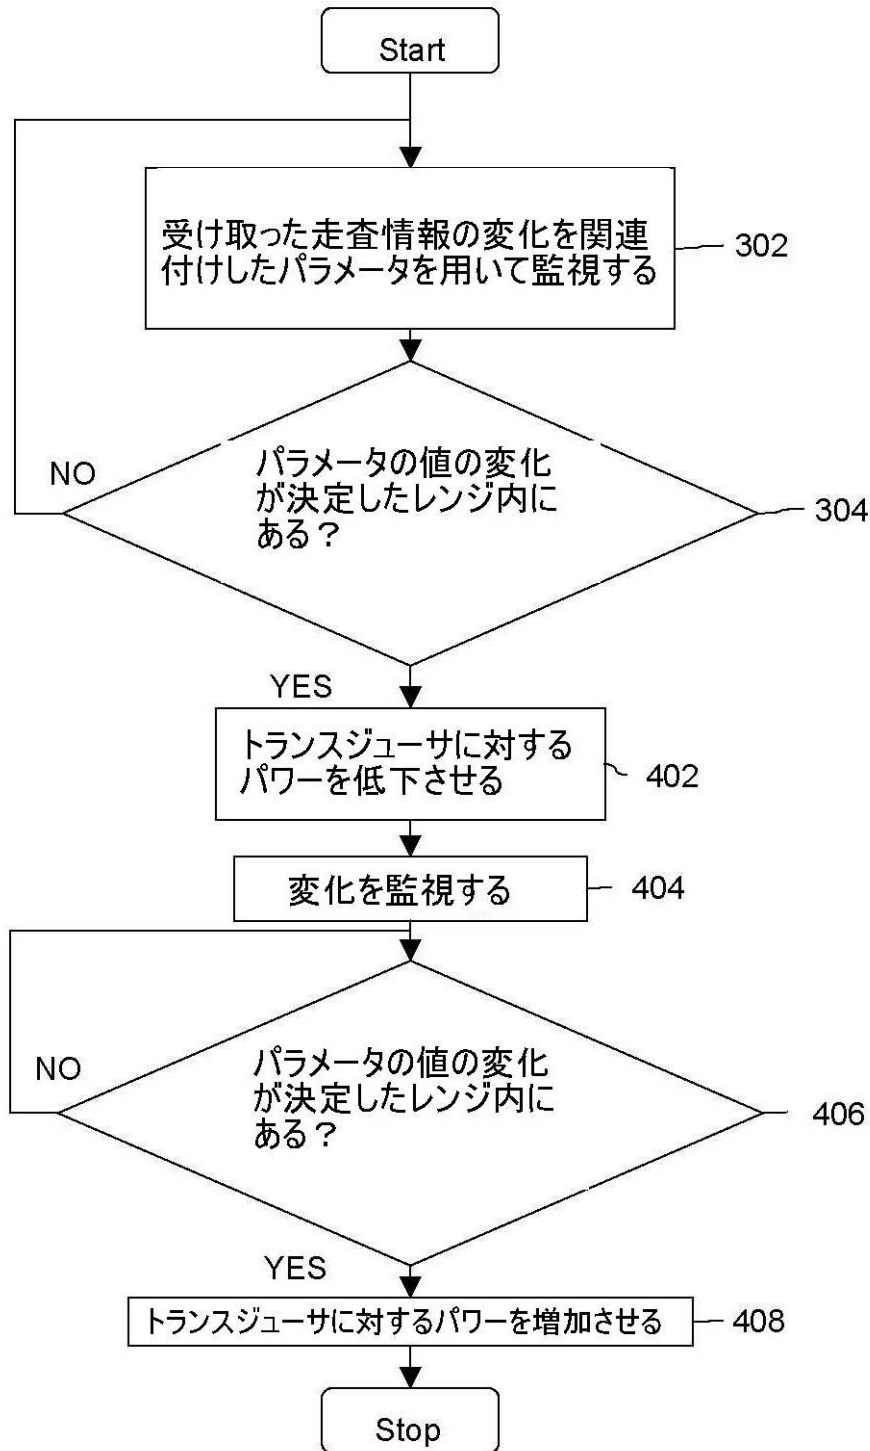 Start
受け取った走査情報の変化を関連
付けしたパラメータを用いて監視する
302
パラメータの値の変化
が決定したレンジ内に
ある？
NO
304
YES
トランスジューサに対する
パワーを低下させる
402
変化を監視する
404
パラメータの値の変化
が決定したレンジ内に
ある？
NO
406
YES
トランスジューサに対するパワーを増加させる
408
Stop